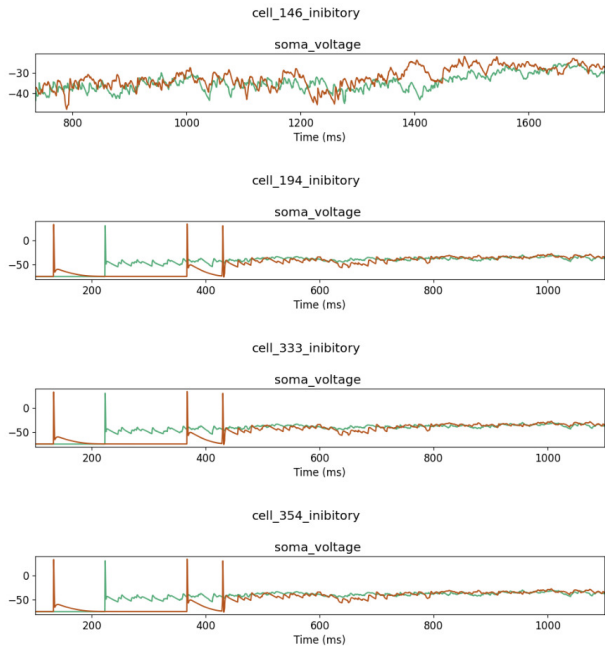 cell_146_inibitory
soma_voltage
−30
−40
800 1000 1200 1400 1600
Time (ms)
cell_194_inibitory
soma_voltage
0
−50
200 400 600 800 1000
Time (ms)
cell_333_inibitory
soma_voltage
0
−50
200 400 600 800 1000
Time (ms)
cell_354_inibitory
soma_voltage
0
−50
200 400 600 800 1000
Time (ms)